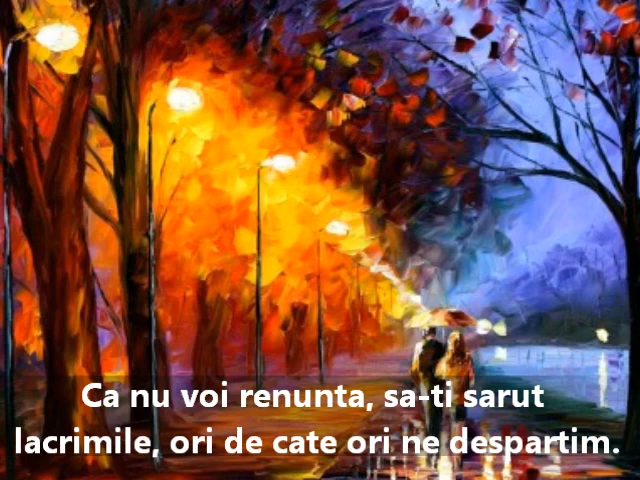 Ca nu voi renunta, sa-ti sarut
lacrimile, ori de cate ori ne despartim.